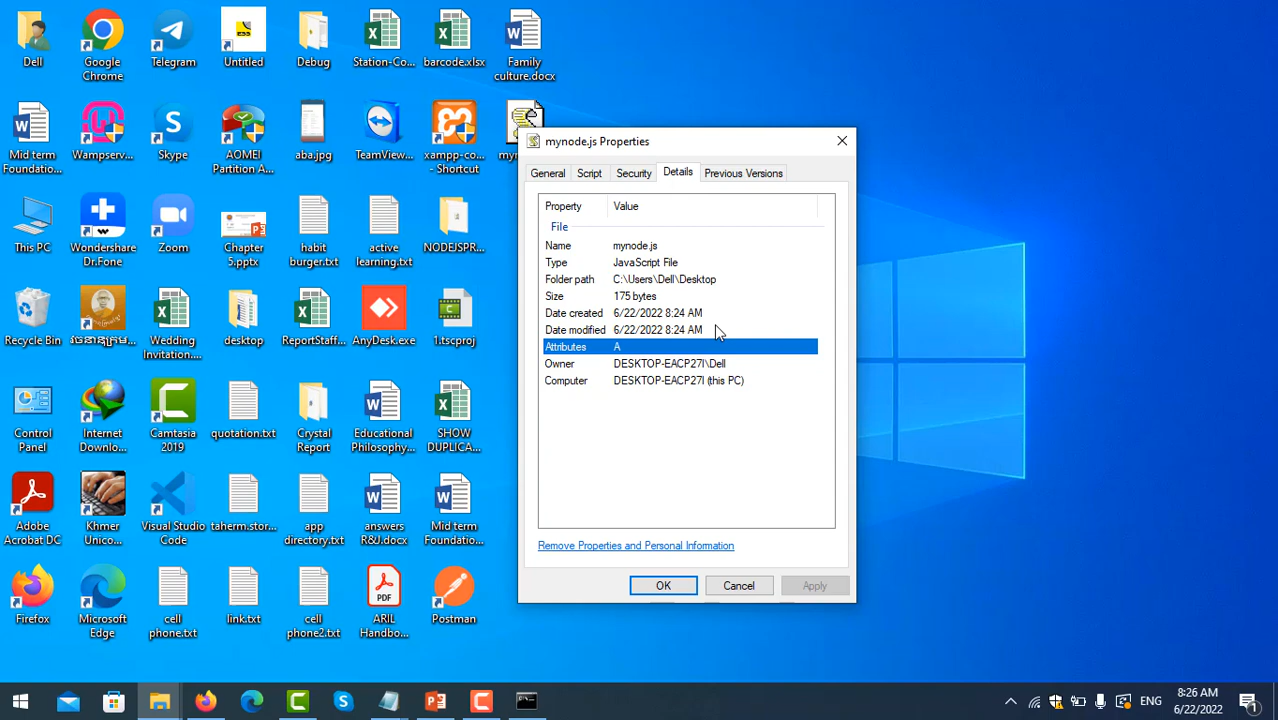 Dell
Google
Chrome
Telegram
Untitled
Debug
Station-Co...
barcode.xlsx
Family
culture.docx
Mid term
Foundatio...
Wampserv...
Skype
AOMEI
Partition A...
aba.jpg
TeamView...
xampp-co...
- Shortcut
This PC
Wondershare
Dr.Fone
Zoom
Chapter
5.pptx
habit
burger.txt
active
learning.txt
NODEJSPR...
Recycle Bin
Wedding
Invitation....
desktop
ReportStaff...
AnyDesk.exe
1.tscproj
Control
Panel
Internet
Downlo...
Camtasia
2019
quotation.txt
Crystal
Report
Educational
Philosophy...
SHOW
DUPLICA...
Adobe
Acrobat DC
Khmer
Unico...
Visual Studio
Code
taherm.stor...
app
directory.txt
answers
R&J.docx
Mid term
Foundatio...
Firefox
Microsoft
Edge
cell
phone.txt
link.txt
cell
phone2.txt
PDF
ARIL
Handbo...
Postman
mynode.js Properties
General
Script
Security
Details
Previous Versions
Property Value
File
Name mynode.js
Type JavaScript File
Folder path C:\Users\Dell\Desktop
Size 175 bytes
Date created 6/22/2022 8:24 AM
Date modified 6/22/2022 8:24 AM
Attributes A
Owner DESKTOP-EACP27I\Dell
Computer DESKTOP-EACP27I (this PC)
Remove Properties and Personal Information
OK
Cancel
Apply
ENG
8:26 AM
6/22/2022
1